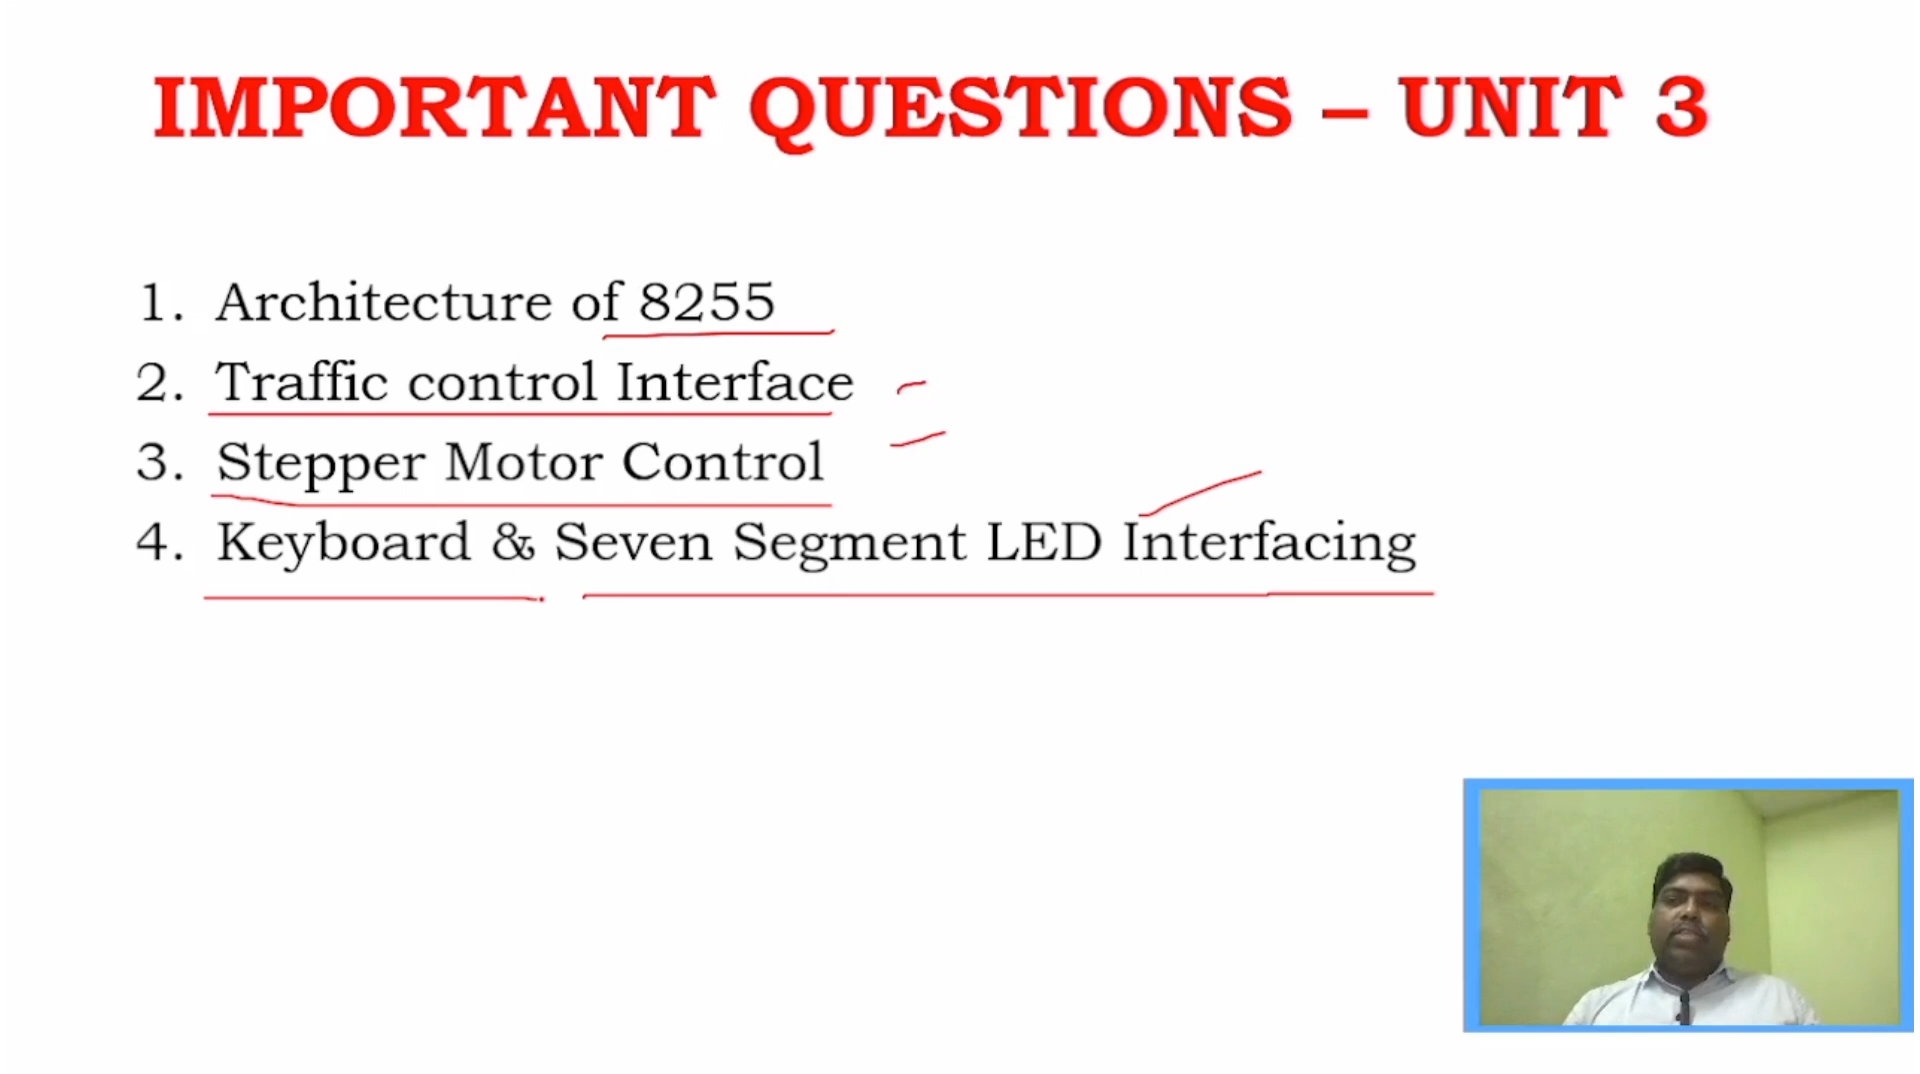 IMPORTANT QUESTIONS – UNIT 3
1. Architecture of 8255
2. Traffic control Interface
3. Stepper Motor Control
4. Keyboard & Seven Segment LED Interfacing